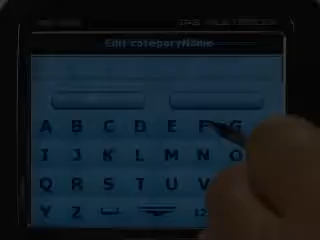 Edit categoryName
A B C D E F G
I J K L M N O
Q R S T U V
Y Z